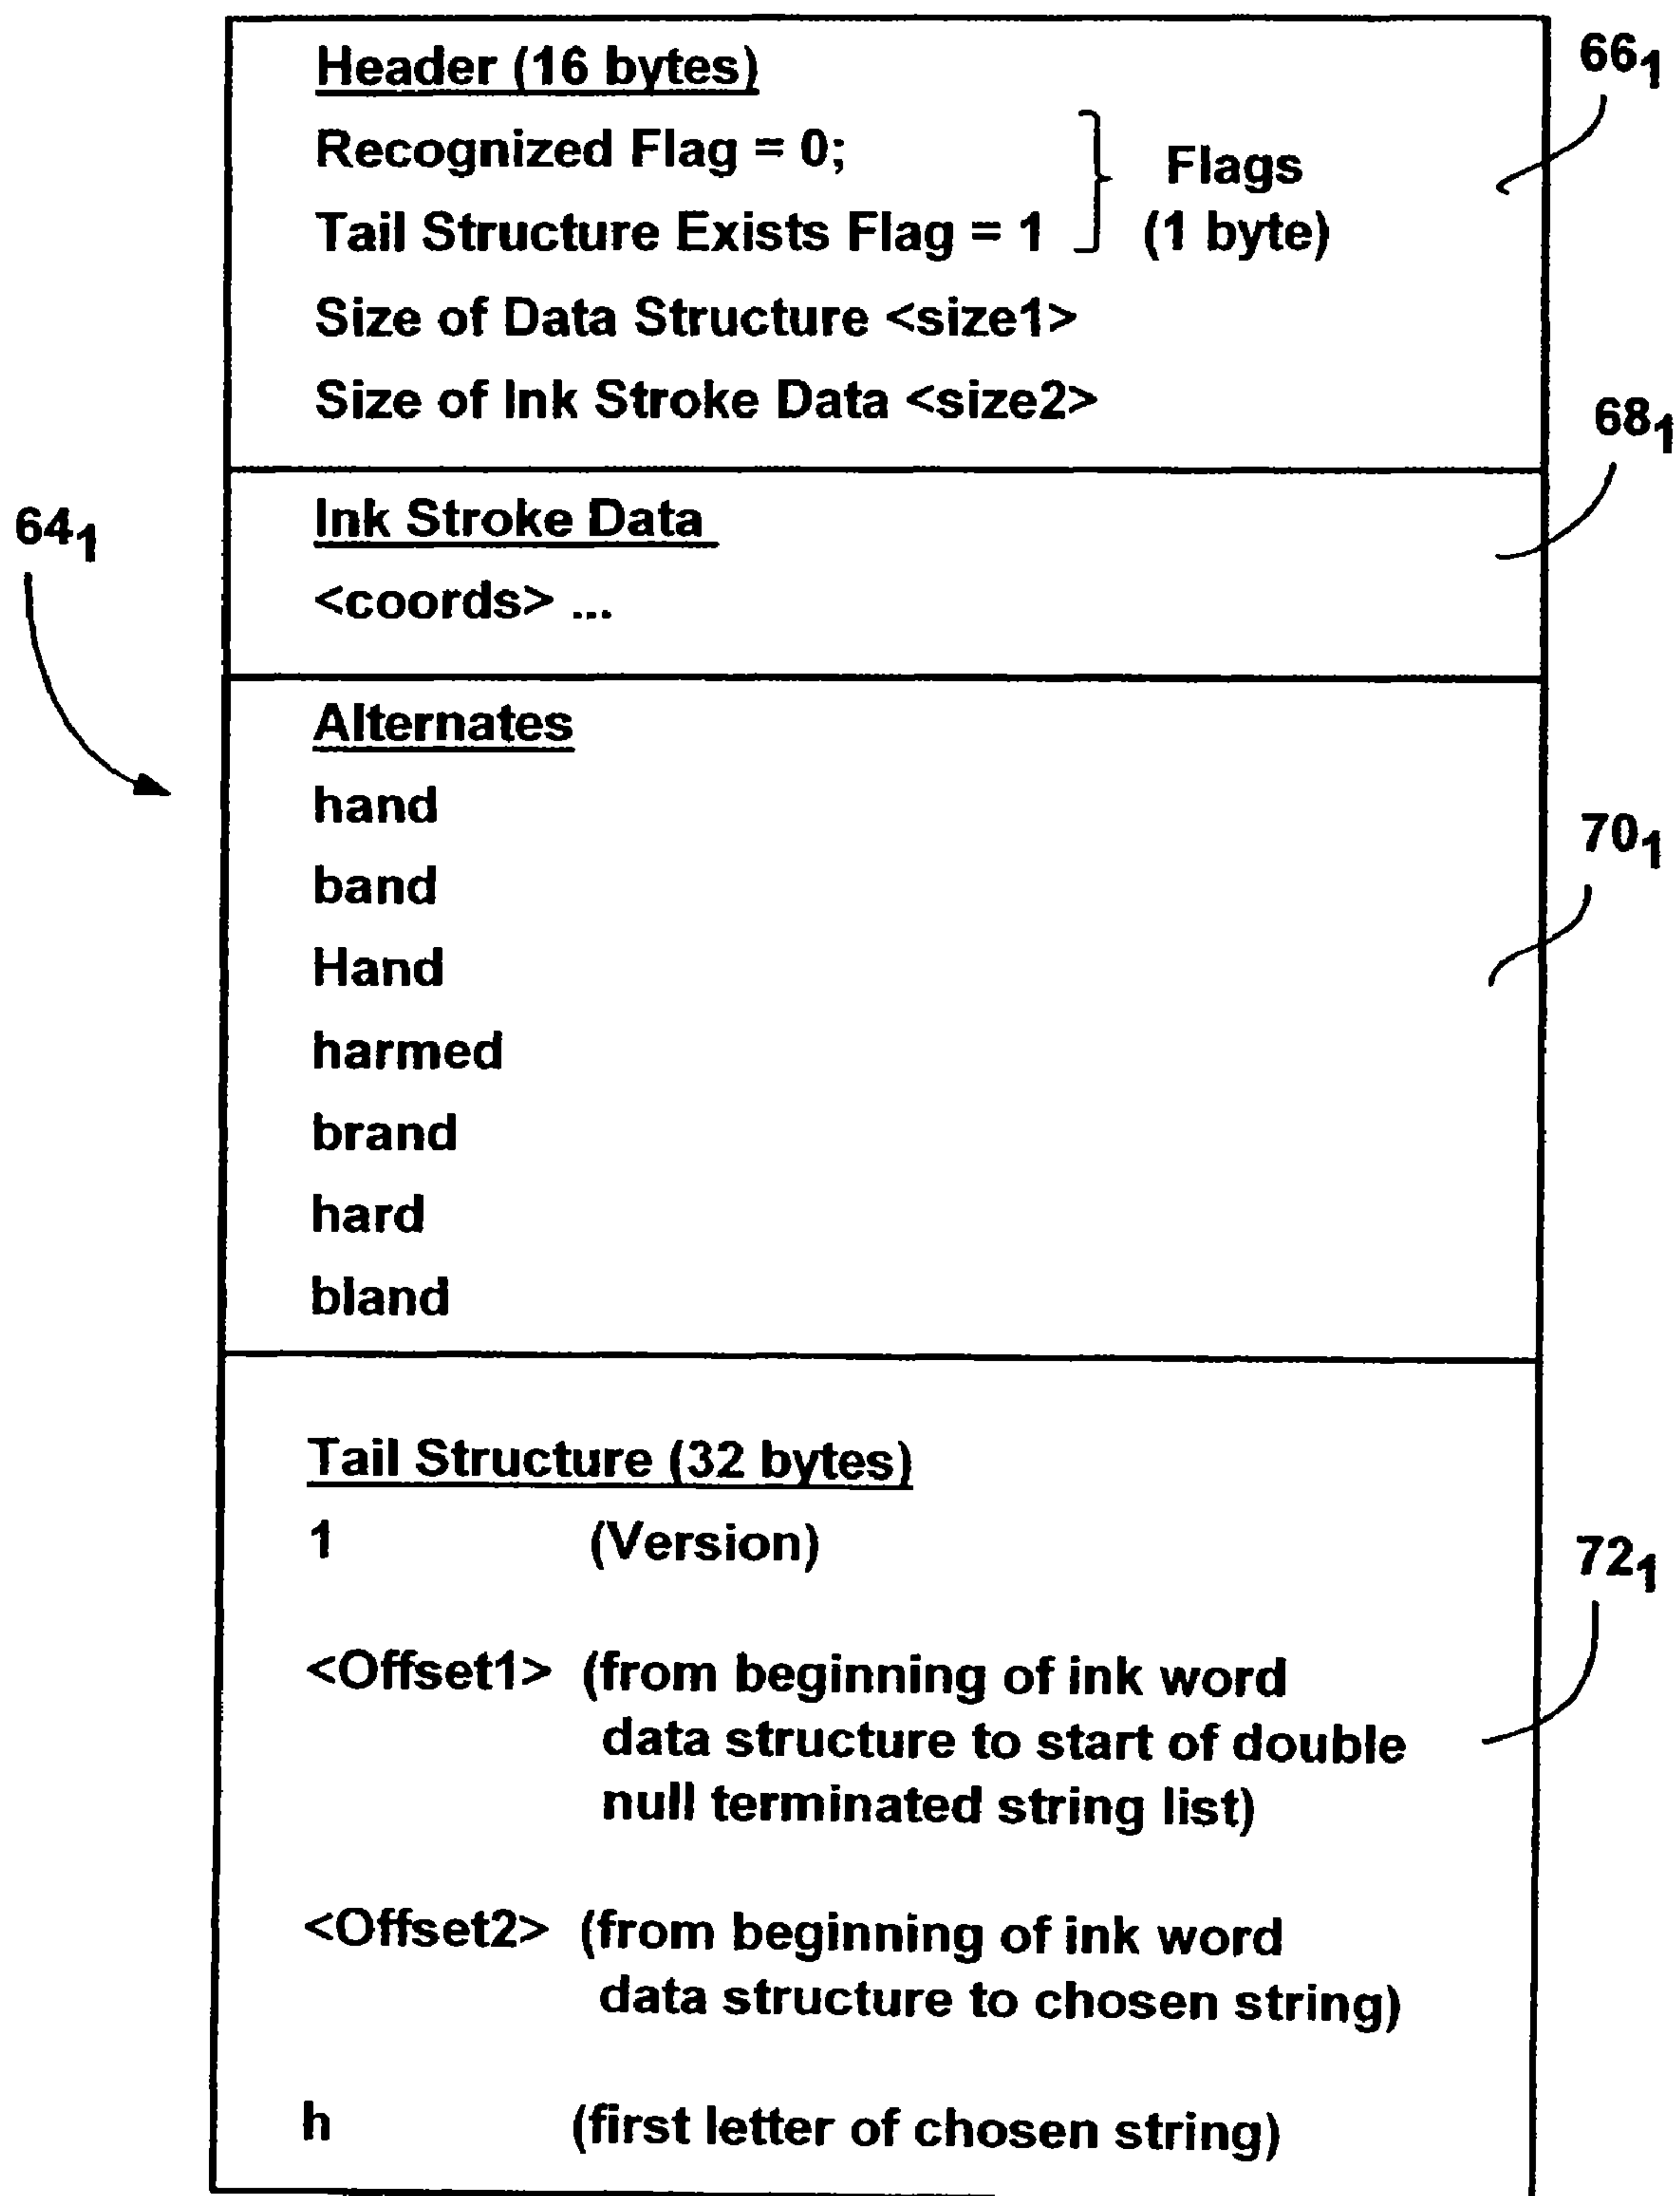 Header (16 bytes)
66₁
Recognized Flag = 0;
Flags
Tail Structure Exists Flag = 1
(1 byte)
Size of Data Structure <size1>
Size of Ink Stroke Data <size2>
68₁
64₁
Ink Stroke Data
<coords> ...
Alternates
hand
70₁
band
Hand
harmed
brand
hard
bland
Tail Structure (32 bytes)
1 (Version)
72₁
<Offset1> (from beginning of ink word
data structure to start of double
null terminated string list)
<Offset2> (from beginning of ink word
data structure to chosen string)
h (first letter of chosen string)